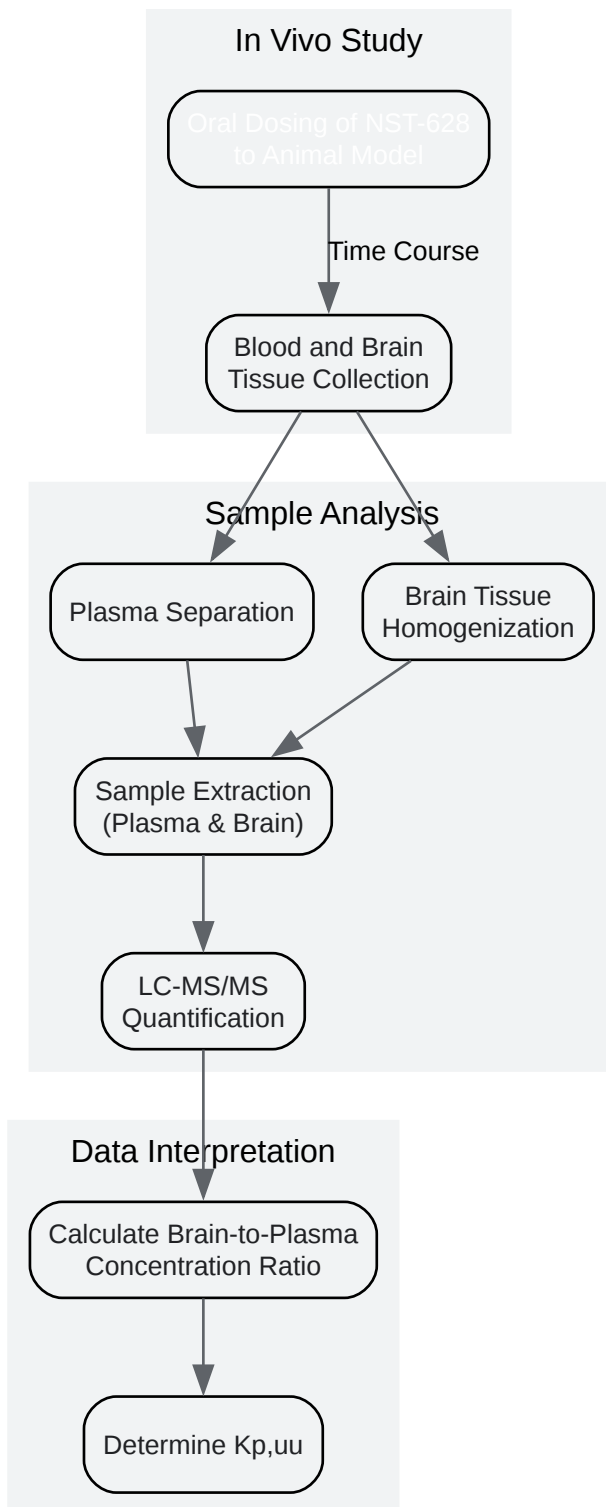 In Vivo Study
Oral Dosing of NST-628
to Animal Model
Time Course
Blood and Brain
Tissue Collection
Sample Analysis
Plasma Separation
Brain Tissue
Homogenization
Sample Extraction
(Plasma & Brain)
LC-MS/MS
Quantification
Data Interpretation
Calculate Brain-to-Plasma
Concentration Ratio
Determine Kp,uu